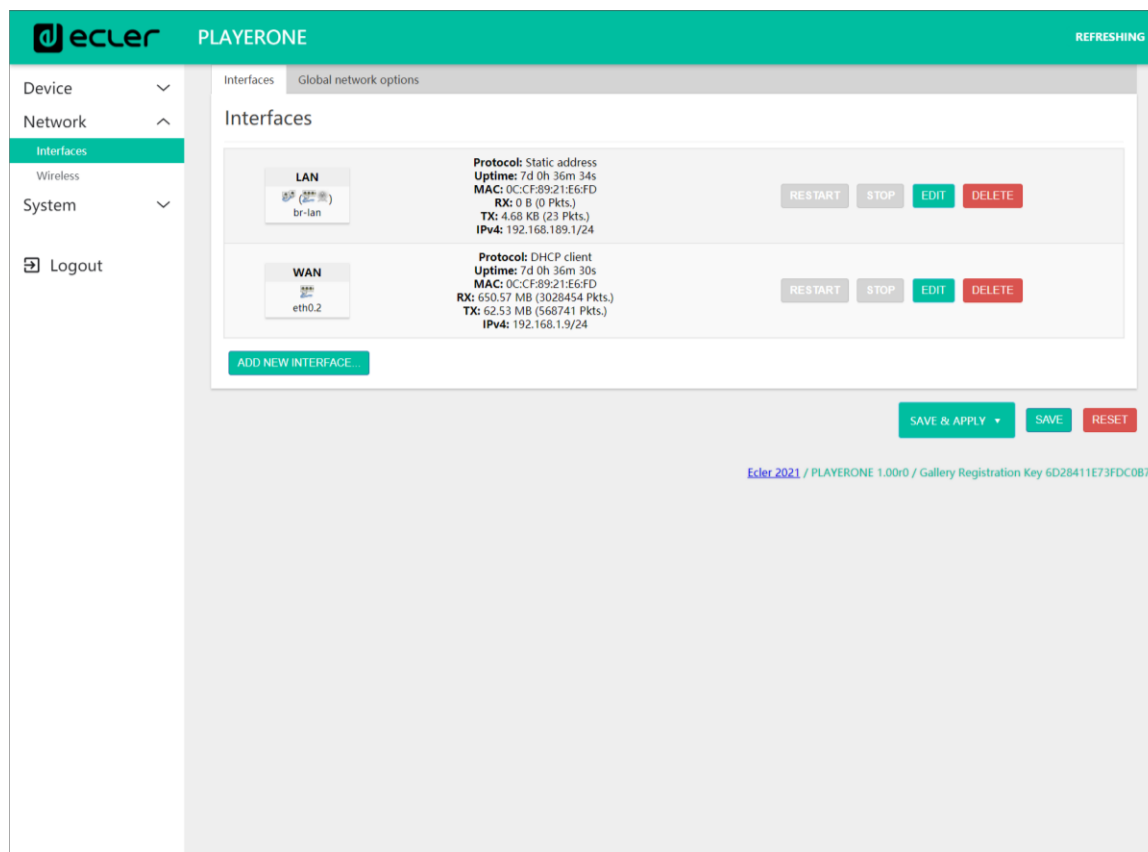 ecler
PLAYERONE
REFRESHING
Device
Network
Interfaces
Wireless
System
Logout
Interfaces Global network options
Interfaces
LAN
br-lan
Protocol: Static address
Uptime: 7d 0h 36m 34s
MAC: 0C:CF:89:21:E6:FD
RX: 0 B (0 Pkts.)
TX: 4.68 KB (23 Pkts.)
IPv4: 192.168.189.1/24
RESTART STOP EDIT DELETE
WAN
eth0.2
Protocol: DHCP client
Uptime: 7d 0h 36m 30s
MAC: 0C:CF:89:21:E6:FD
RX: 650.57 MB (3028454 Pkts.)
TX: 62.53 MB (568741 Pkts.)
IPv4: 192.168.1.9/24
RESTART STOP EDIT DELETE
ADD NEW INTERFACE...
SAVE & APPLY SAVE RESET
Ecler 2021 / PLAYERONE 1.00r0 / Gallery Registration Key 6D28411E73FDC0B7